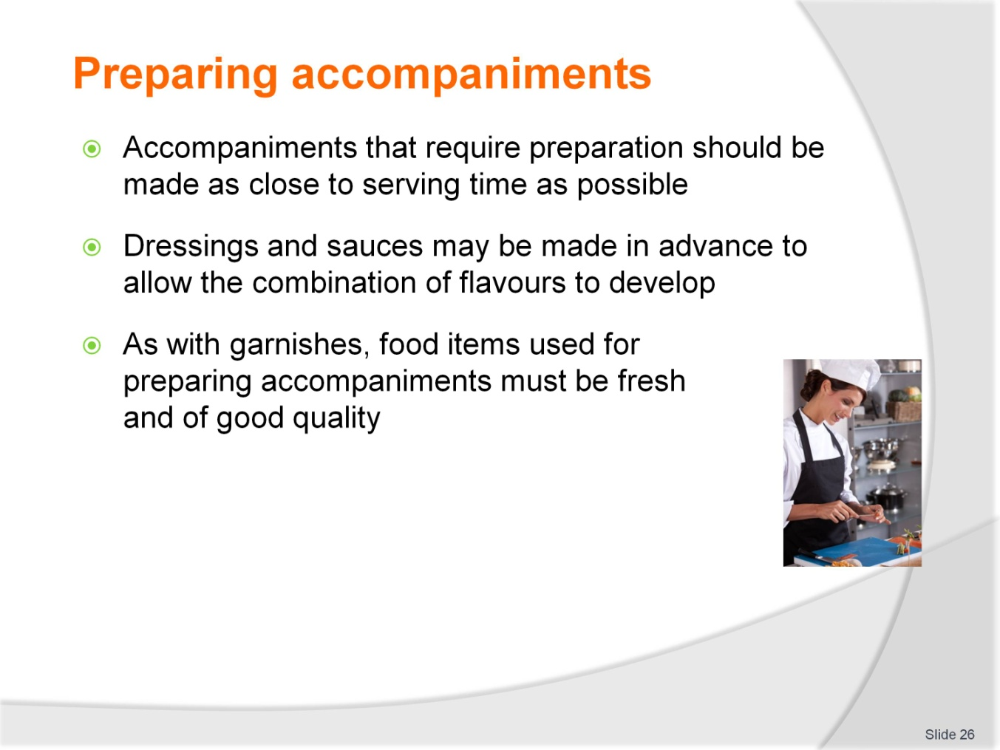 Preparing accompaniments
Accompaniments that require preparation should be
made as close to serving time as possible
Dressings and sauces may be made in advance to
allow the combination of flavours to develop
As with garnishes, food items used for
preparing accompaniments must be fresh
and of good quality
Slide 26